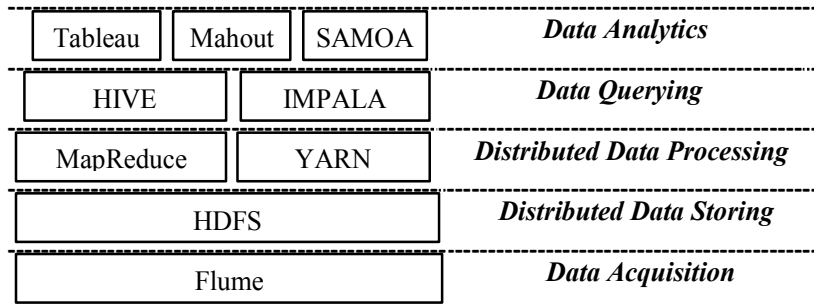 Tableau Mahout SAMOA Data Analytics
HIVE IMPALA Data Querying
MapReduce YARN Distributed Data Processing
HDFS Distributed Data Storing
Flume Data Acquisition